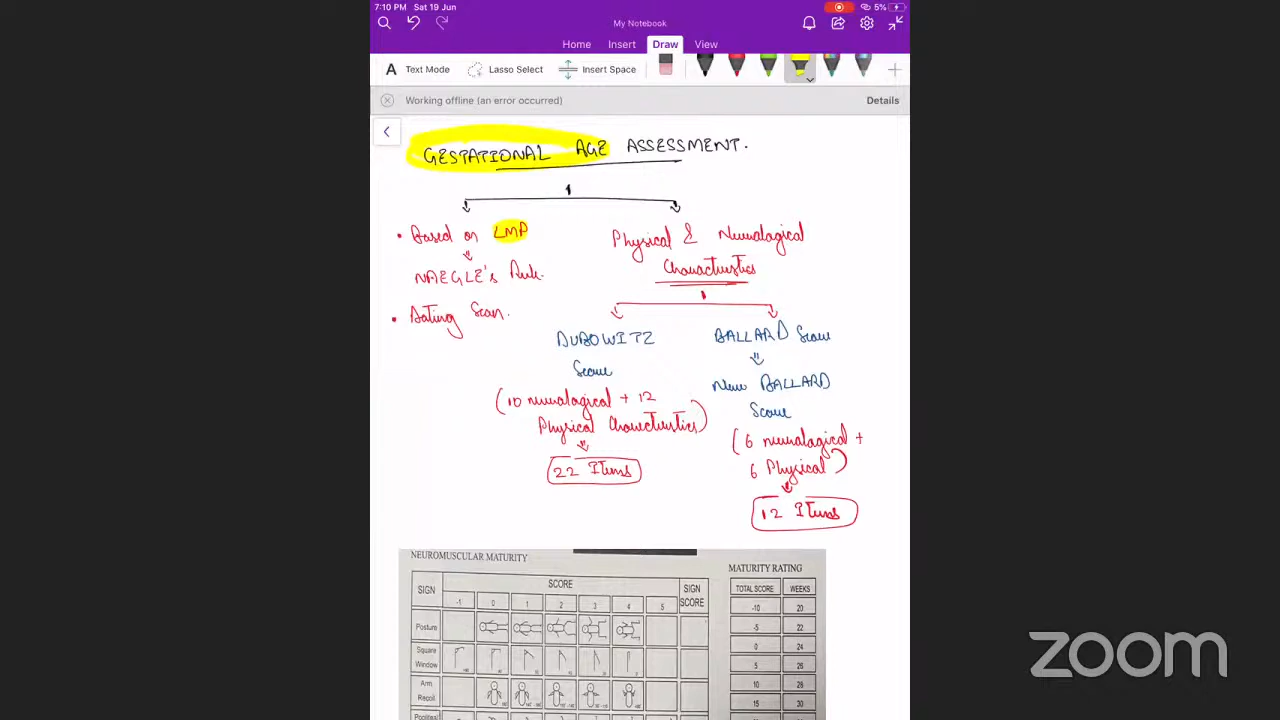 7:10 PM Sat 19 Jun
5%
My Notebook
Home Insert Draw View
A Text Mode Lasso Select Insert Space
Working offline (an error occurred) Details
GESTATIONAL AGE ASSESSMENT.
• Based on LMP
NAEGLE's Rule.
• Dating Scan.
Physical & Neurological
Characteristics
DUBOWITZ
Score
(10 neurological + 12
Physical Characteristics)
22 Items
BALLARD Score
New BALLARD
Score
(6 neurological +
6 Physical)
12 Items
NEUROMUSCULAR MATURITY
SIGN SCORE SIGN SCORE
-1 0 1 2 3 4 5
Posture
Square
Window
Arm
Recoil
Popliteal
MATURITY RATING
TOTAL SCORE WEEKS
-10 20
-5 22
0 24
5 26
10 28
15 30
zoom